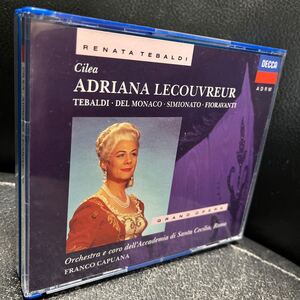 RENATA TEBALDI
DECCA
ADRM
Cilea
ADRIANA LECOUVREUR
TEBALDI · DEL MONACO · SIMIONATO · FIORAVANTI
GRAND OPERA
Orchestra e coro dell'Accademia di Santa Cecilia, Roma
FRANCO CAPUANA